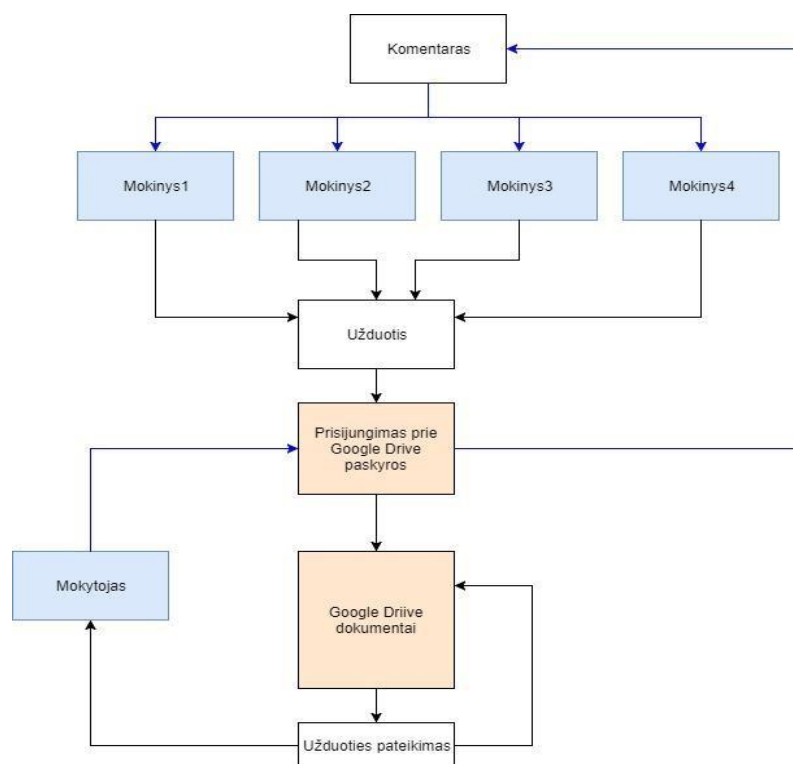 Komentaras
Mokinys1
Mokinys2
Mokinys3
Mokinys4
Užduotis
Prisijungimas prie
Google Drive
paskyros
Mokytojas
Google Driive
dokumentai
Užduoties pateikimas